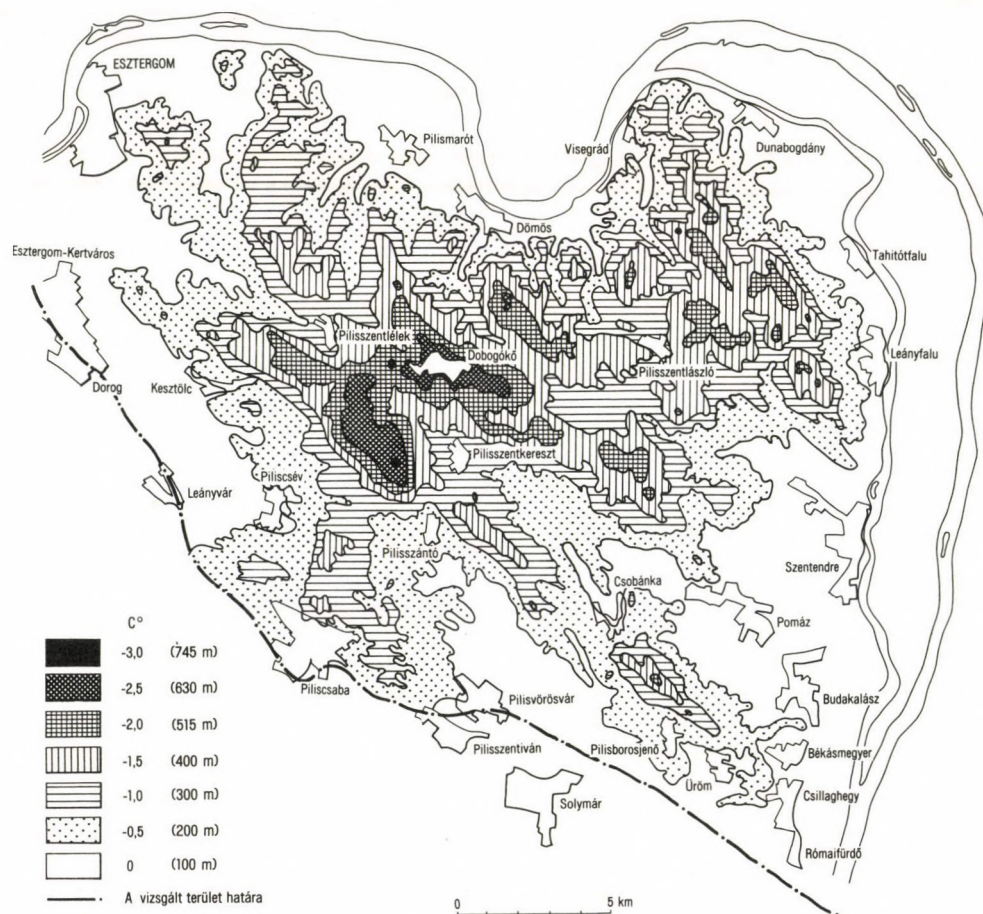 ESZTERGOM
Pilismarót
Visegrád
Dunabogdány
Dömös
Tahitótfalu
Esztergom-Kertváros
Pilisszentlélek
Dobogókő
Leányfalu
Pilisszentlászló
Dorog
Kesztölc
Pilisszentkereszt
Piliscsév
Leányvár
Pilisszántó
Szentendre
Csobánka
Pomáz
C°
-3,0 (745 m)
-2,5 (630 m)
-2,0 (515 m)
-1,5 (400 m)
-1,0 (300 m)
-0,5 (200 m)
0 (100 m)
A vizsgált terület határa
Piliscsaba
Pilisvörösvár
Budakalász
Pilisszentiván
Pilisborosjenő
Békásmegyer
Üröm
Csillaghegy
Solymár
Rómaifürdő
0 5 km